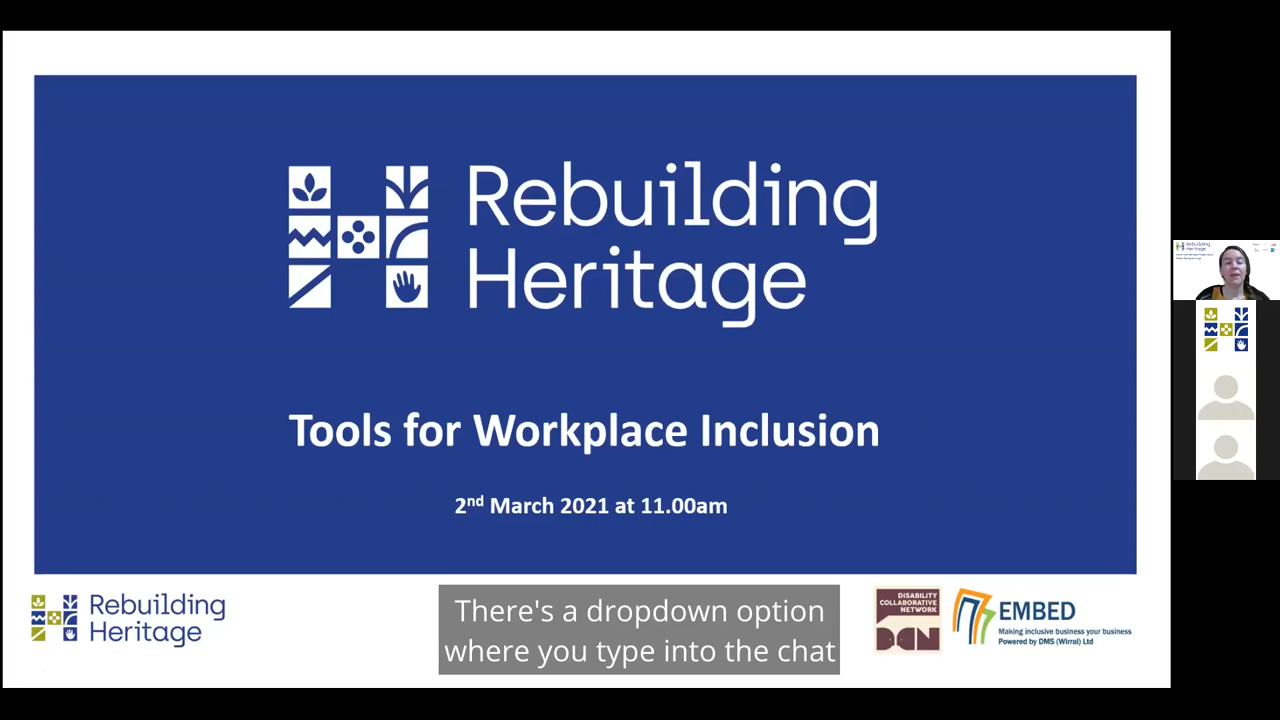 Rebuilding
Heritage
Tools for Workplace Inclusion
2nd March 2021 at 11.00am
Rebuilding
Heritage
There's a dropdown option
where you type into the chat
DISABILITY
COLLABORATIVE
NETWORK
DCN
EMBED
Making inclusive business your business
Powered by DMS (Wirral) Ltd
Rebuilding
Heritage